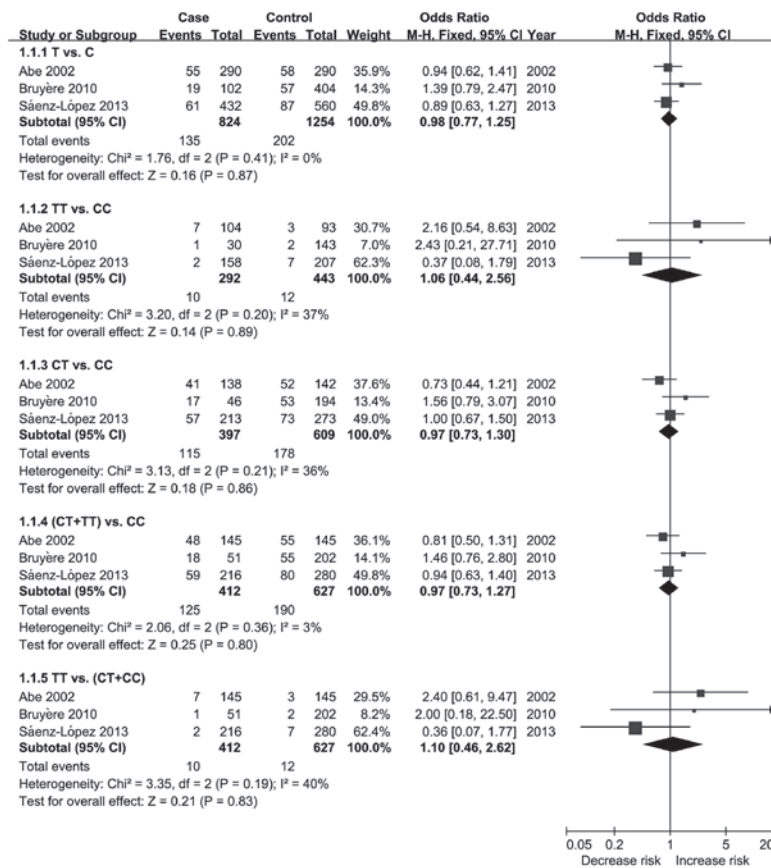 Case Control Odds Ratio Odds Ratio
Study or Subgroup Events Total Events Total Weight M-H, Fixed, 95% CI Year M-H, Fixed, 95% CI
1.1.1 T vs. C
Abe 2002 55 290 58 290 35.9% 0.94 [0.62, 1.41] 2002
Bruyère 2010 19 102 57 404 14.3% 1.39 [0.79, 2.47] 2010
Sáenz-López 2013 61 432 87 560 49.8% 0.89 [0.63, 1.27] 2013
Subtotal (95% CI) 824 1254 100.0% 0.98 [0.77, 1.25]
Total events 135 202
Heterogeneity: Chi² = 1.76, df = 2 (P = 0.41); I² = 0%
Test for overall effect: Z = 0.16 (P = 0.87)
1.1.2 TT vs. CC
Abe 2002 7 104 3 93 30.7% 2.16 [0.54, 8.63] 2002
Bruyère 2010 1 30 2 143 7.0% 2.43 [0.21, 27.71] 2010
Sáenz-López 2013 2 158 7 207 62.3% 0.37 [0.08, 1.79] 2013
Subtotal (95% CI) 292 443 100.0% 1.06 [0.44, 2.56]
Total events 10 12
Heterogeneity: Chi² = 3.20, df = 2 (P = 0.20); I² = 37%
Test for overall effect: Z = 0.14 (P = 0.89)
1.1.3 CT vs. CC
Abe 2002 41 138 52 142 37.6% 0.73 [0.44, 1.21] 2002
Bruyère 2010 17 46 53 194 13.4% 1.56 [0.79, 3.07] 2010
Sáenz-López 2013 57 213 73 273 49.0% 1.00 [0.67, 1.50] 2013
Subtotal (95% CI) 397 609 100.0% 0.97 [0.73, 1.30]
Total events 115 178
Heterogeneity: Chi² = 3.13, df = 2 (P = 0.21); I² = 36%
Test for overall effect: Z = 0.18 (P = 0.86)
1.1.4 (CT+TT) vs. CC
Abe 2002 48 145 55 145 36.1% 0.81 [0.50, 1.31] 2002
Bruyère 2010 18 51 55 202 14.1% 1.46 [0.76, 2.80] 2010
Sáenz-López 2013 59 216 80 280 49.8% 0.94 [0.63, 1.40] 2013
Subtotal (95% CI) 412 627 100.0% 0.97 [0.73, 1.27]
Total events 125 190
Heterogeneity: Chi² = 2.06, df = 2 (P = 0.36); I² = 3%
Test for overall effect: Z = 0.25 (P = 0.80)
1.1.5 TT vs. (CT+CC)
Abe 2002 7 145 3 145 29.5% 2.40 [0.61, 9.47] 2002
Bruyère 2010 1 51 2 202 8.2% 2.00 [0.18, 22.50] 2010
Sáenz-López 2013 2 216 7 280 62.4% 0.36 [0.07, 1.77] 2013
Subtotal (95% CI) 412 627 100.0% 1.10 [0.46, 2.62]
Total events 10 12
Heterogeneity: Chi² = 3.35, df = 2 (P = 0.19); I² = 40%
Test for overall effect: Z = 0.21 (P = 0.83)
0.05 0.2 1 5 20
Decrease risk Increase risk